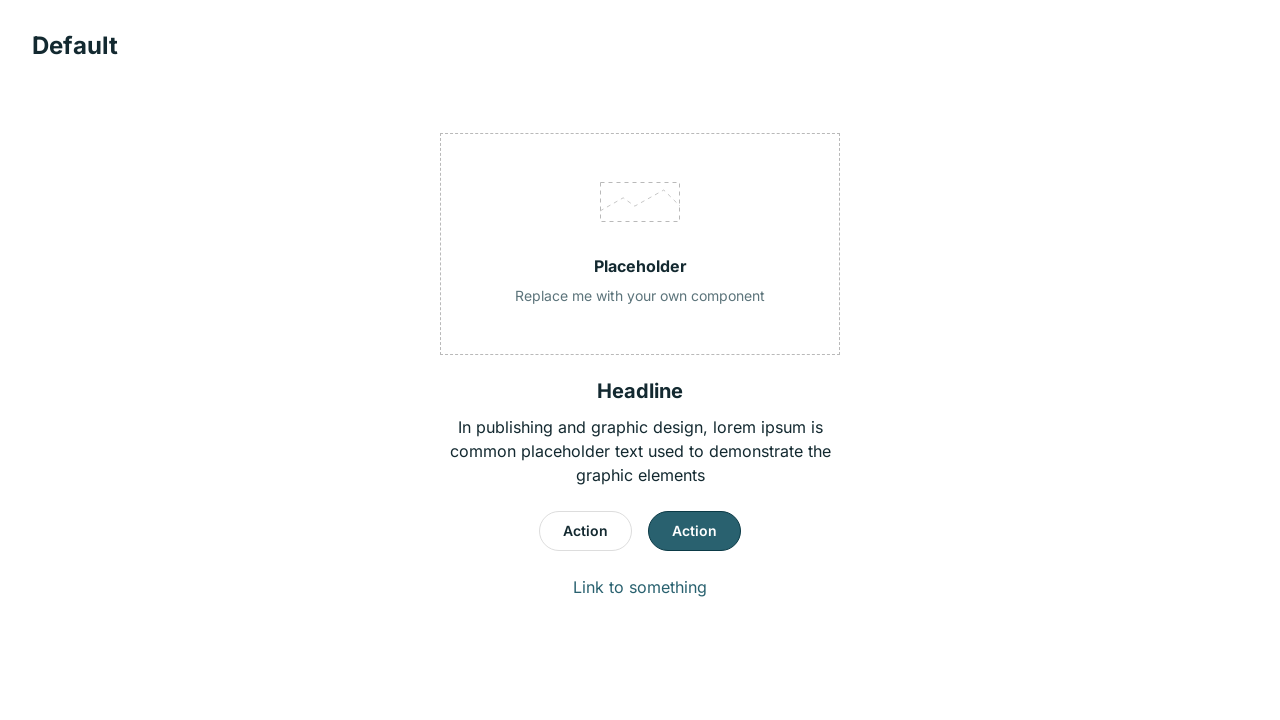 Default
Placeholder
Replace me with your own component
Headline
In publishing and graphic design, lorem ipsum is
common placeholder text used to demonstrate the
graphic elements
Action Action
Link to something